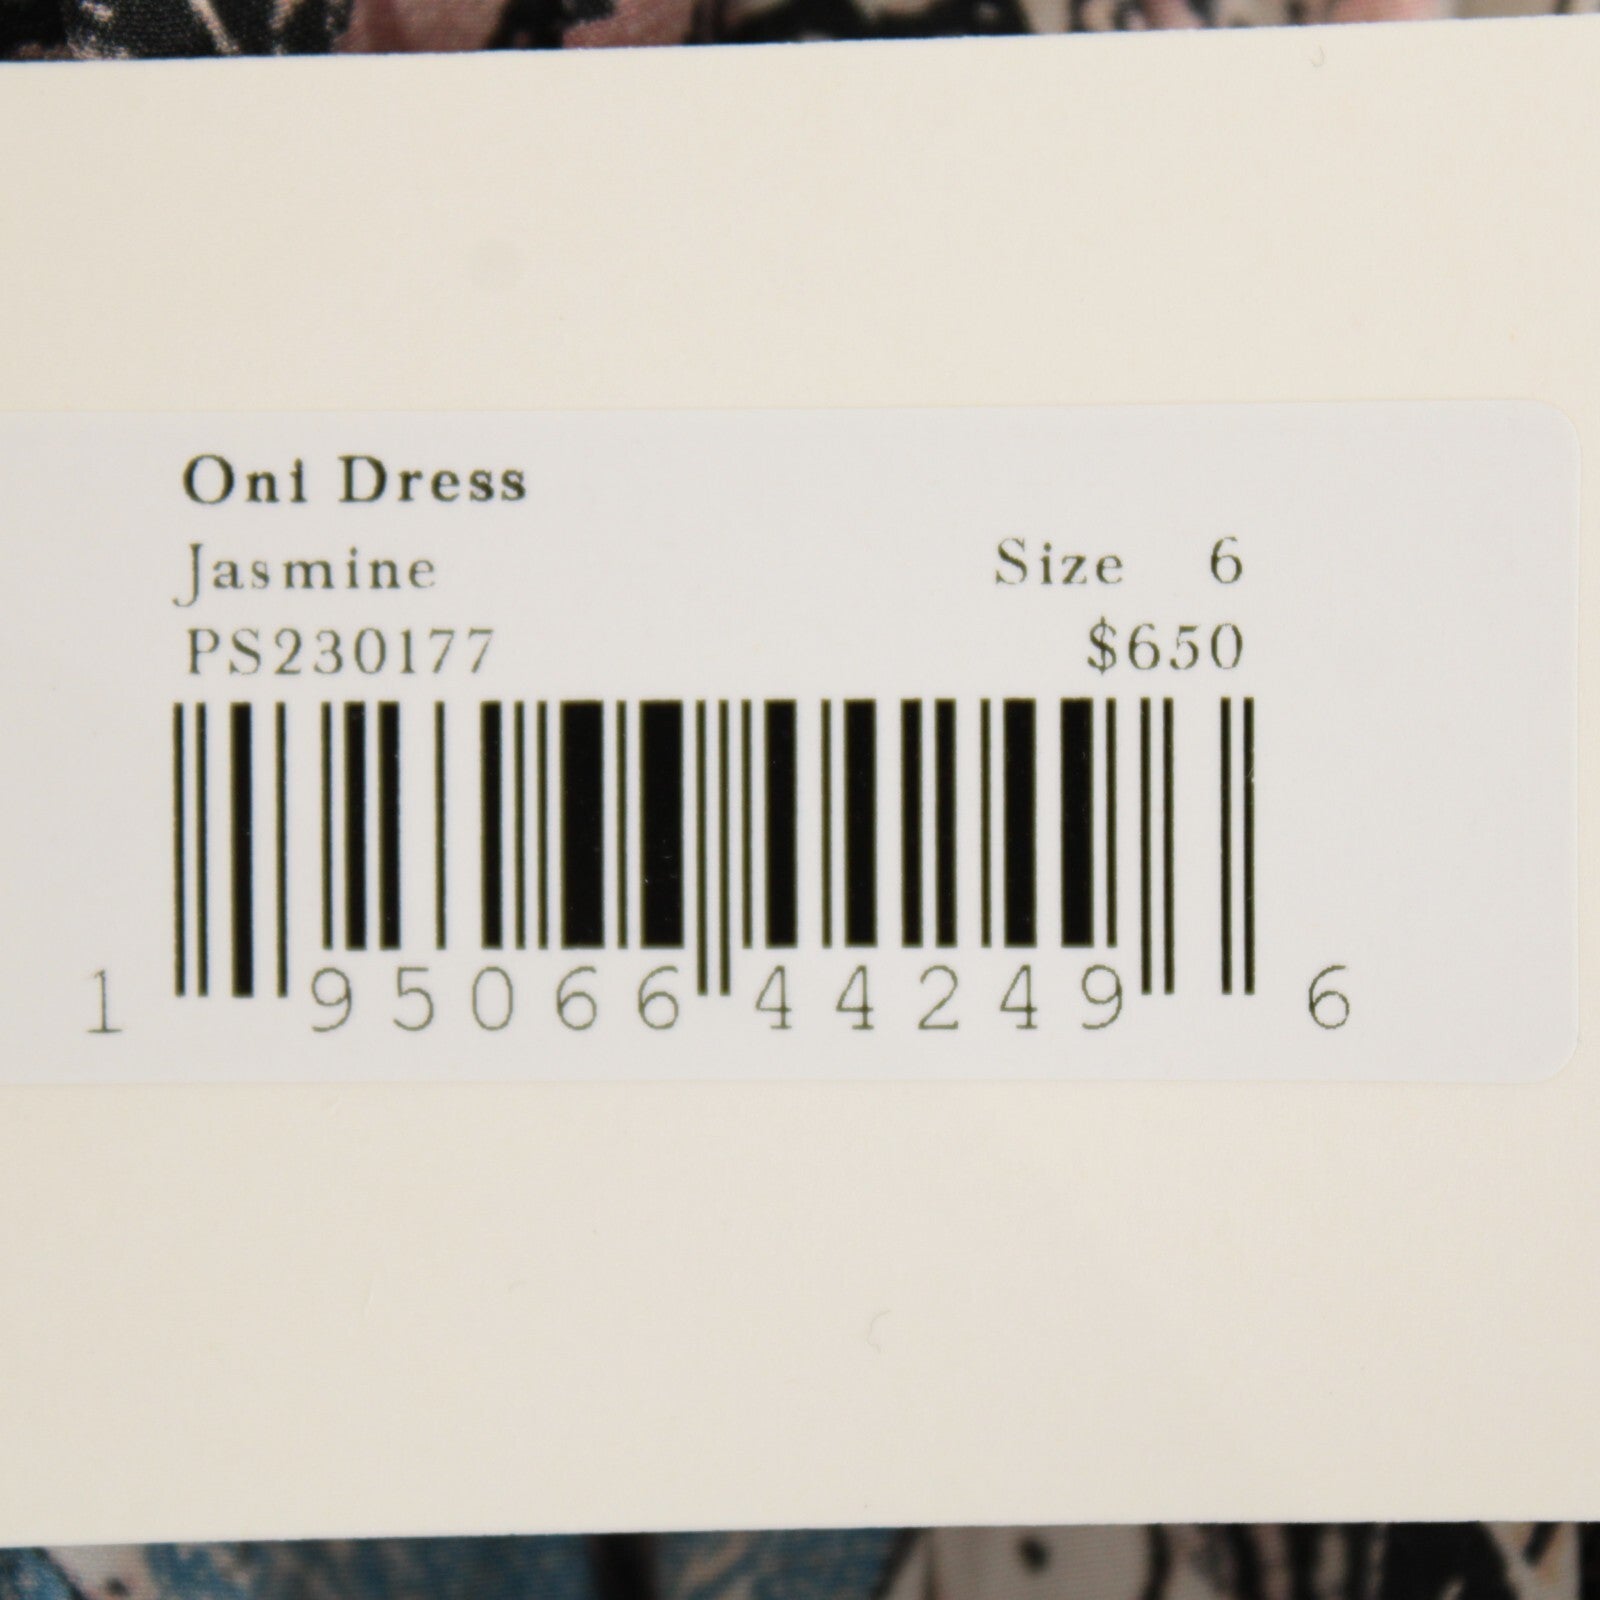 Oni Dress
Jasmine
Size 6
PS230177
$650
1 95066 44249 6